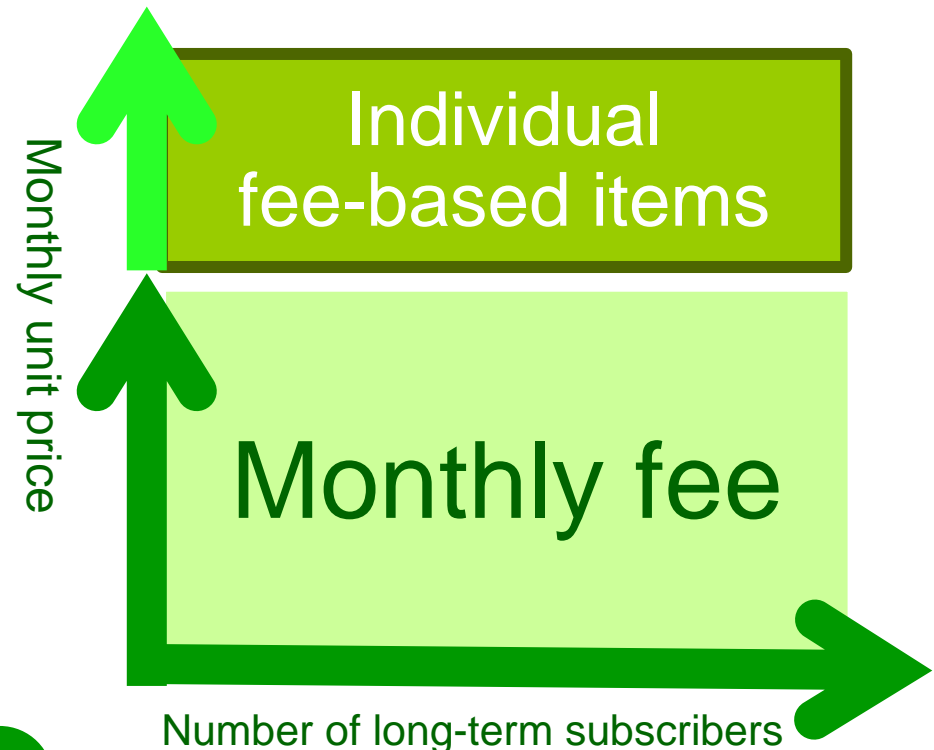 Individual
fee-based items
Monthly unit price
Monthly fee
Number of long-term subscribers